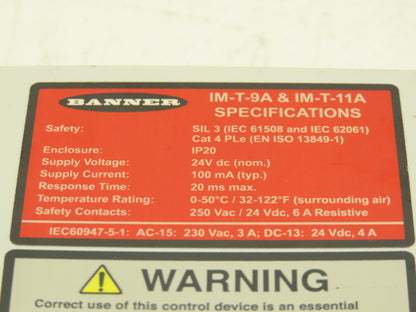 BANNER
IM-T-9A & IM-T-11A
SPECIFICATIONS
Safety: SIL 3 (IEC 61508 and IEC 62061)
Cat 4 PLe (EN ISO 13849-1)
Enclosure: IP20
Supply Voltage: 24V dc (nom.)
Supply Current: 100 mA (typ.)
Response Time: 20 ms max.
Temperature Rating: 0-50°C / 32-122°F (surrounding air)
Safety Contacts: 250 Vac / 24 Vdc, 6 A Resistive
IEC60947-5-1: AC-15: 230 Vac, 3 A; DC-13: 24 Vdc, 4 A
! WARNING
Correct use of this control device is an essential